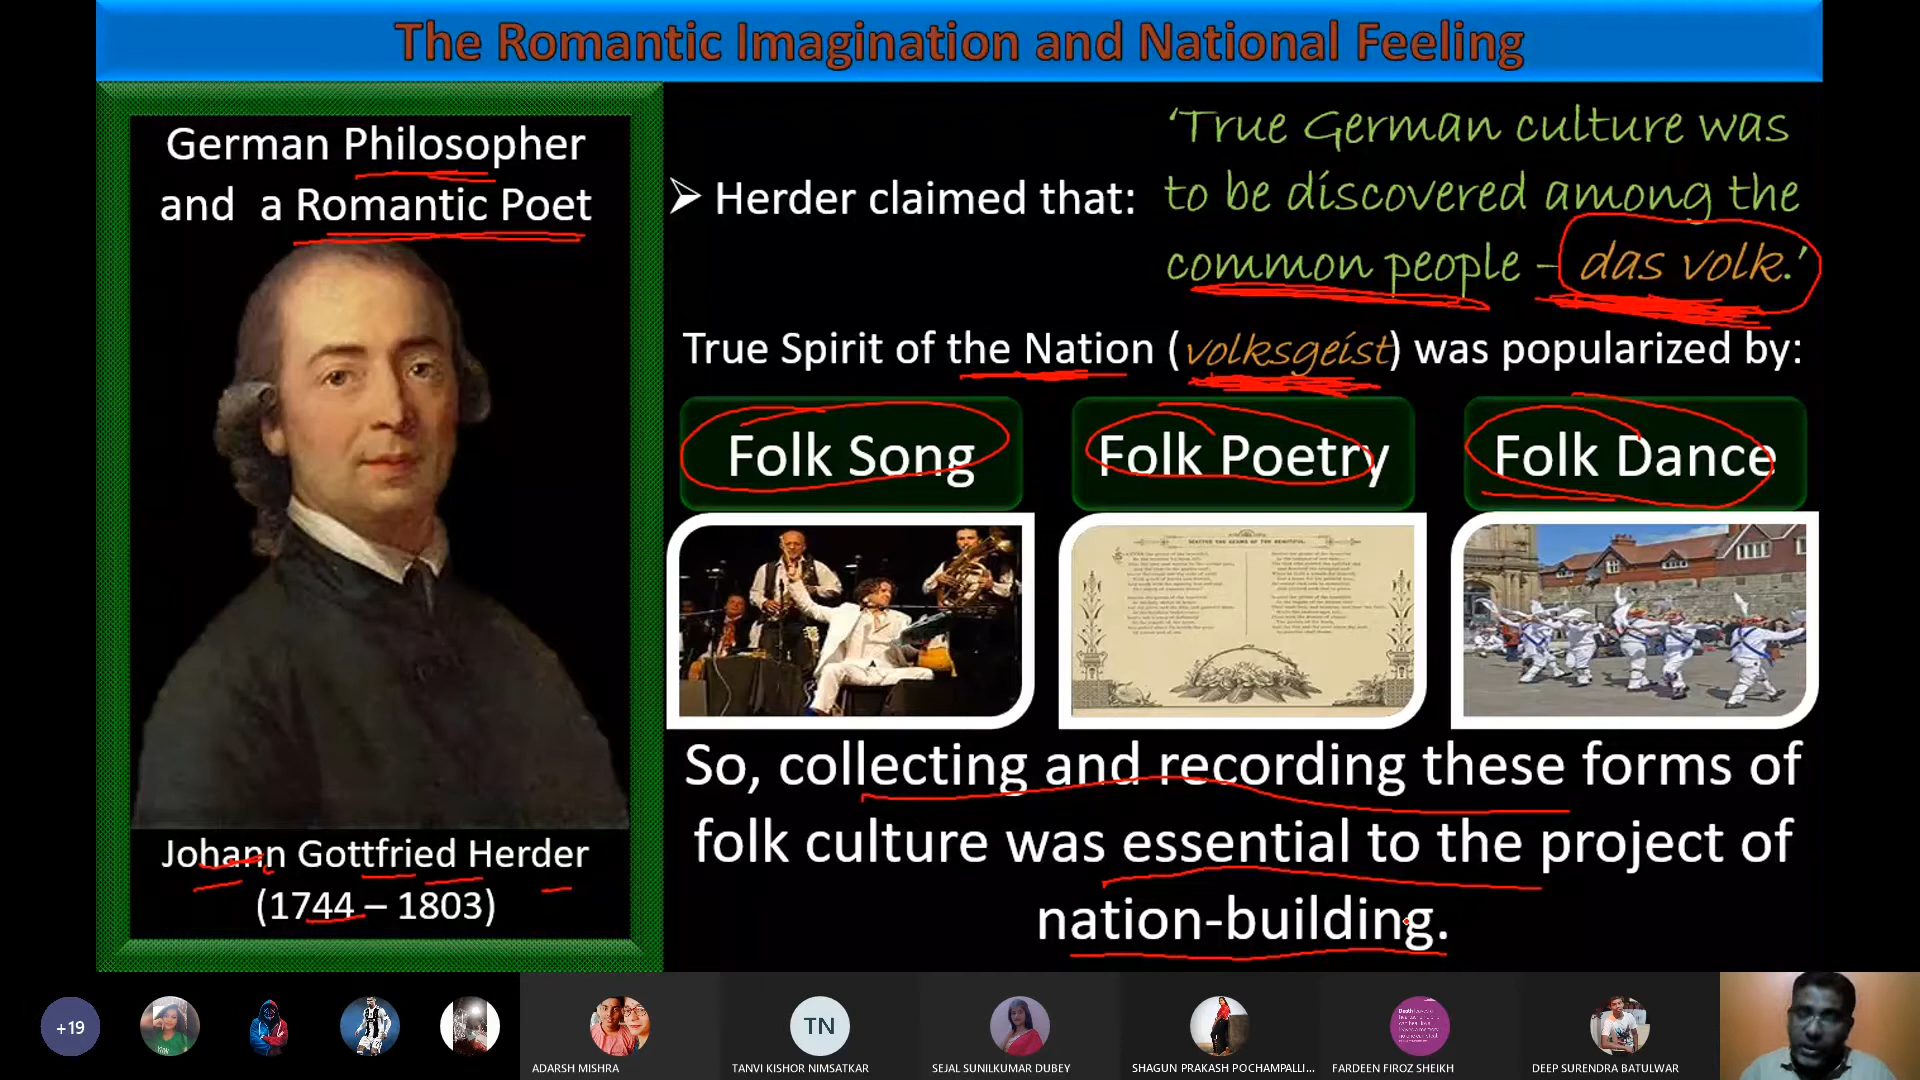 The Romantic Imagination and National Feeling
German Philosopher
and a Romantic Poet
Johann Gottfried Herder
(1744 – 1803)
➢ Herder claimed that:
‘True German culture was
to be discovered among the
common people – das volk.’
True Spirit of the Nation (volksgeist) was popularized by:
Folk Song
Folk Poetry
Folk Dance
So, collecting and recording these forms of
folk culture was essential to the project of
nation-building.
+19
TN
ADARSH MISHRA
TANVI KISHOR NIMSATKAR
SEJAL SUNILKUMAR DUBEY
SHAGUN PRAKASH POCHAMPALLI...
FARDEEN FIROZ SHEIKH
DEEP SURENDRA BATULWAR